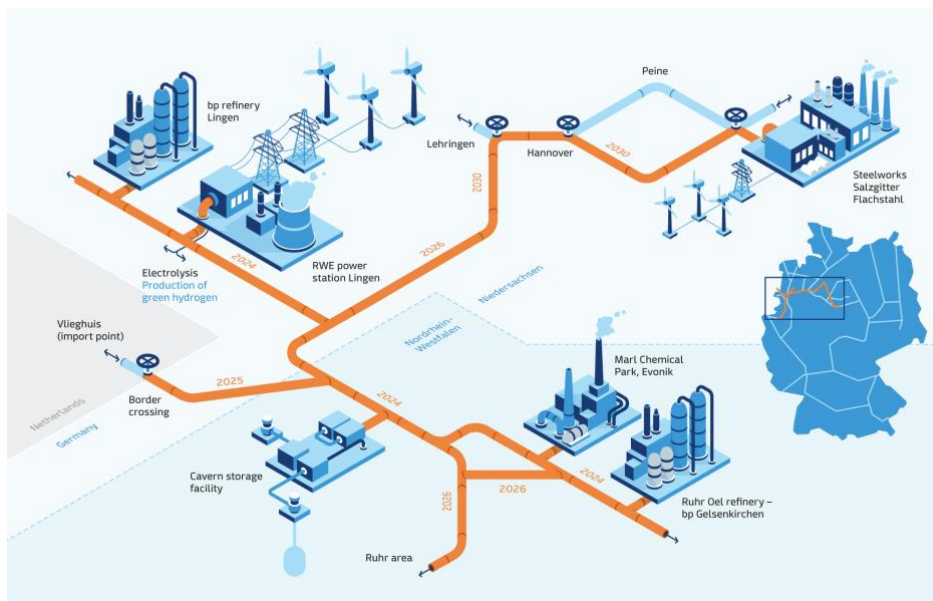 bp refinery
Lingen
Peine
Lehringen
Hannover
2030
2030
Steelworks
Salzgitter
Flachstahl
2026
Electrolysis
Production of
green hydrogen
2024
RWE power
station Lingen
Niedersachsen
Nordrhein-
Westfalen
Vlieghuis
(import point)
2025
Border
crossing
Netherlands
Germany
Marl Chemical
Park, Evonik
2024
Cavern storage
facility
2026
2026
2024
Ruhr Oel refinery –
bp Gelsenkirchen
Ruhr area